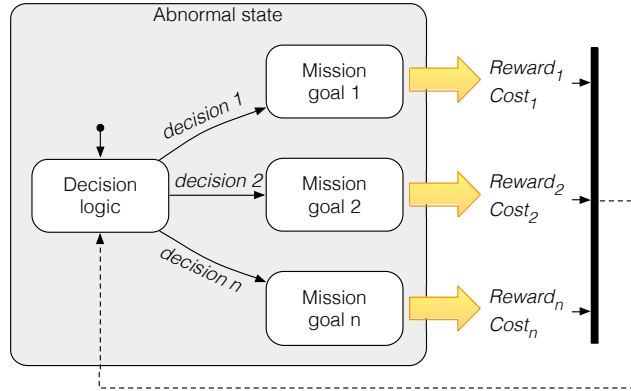 Abnormal state
Mission
goal 1
Reward1
Cost1
decision 1
Decision
logic
decision 2
Mission
goal 2
Reward2
Cost2
decision n
Mission
goal n
Rewardn
Costn